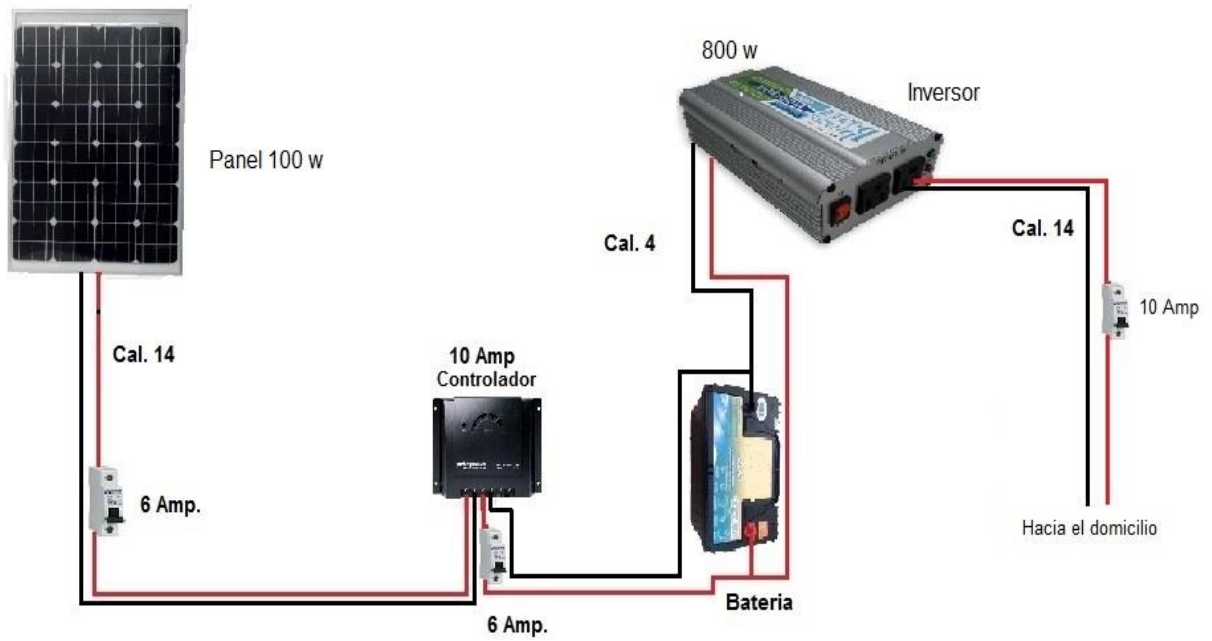 800 w
Inversor
Panel 100 w
Cal. 4
Cal. 14
10 Amp
Cal. 14
10 Amp
Controlador
6 Amp.
Hacia el domicilio
Bateria
6 Amp.